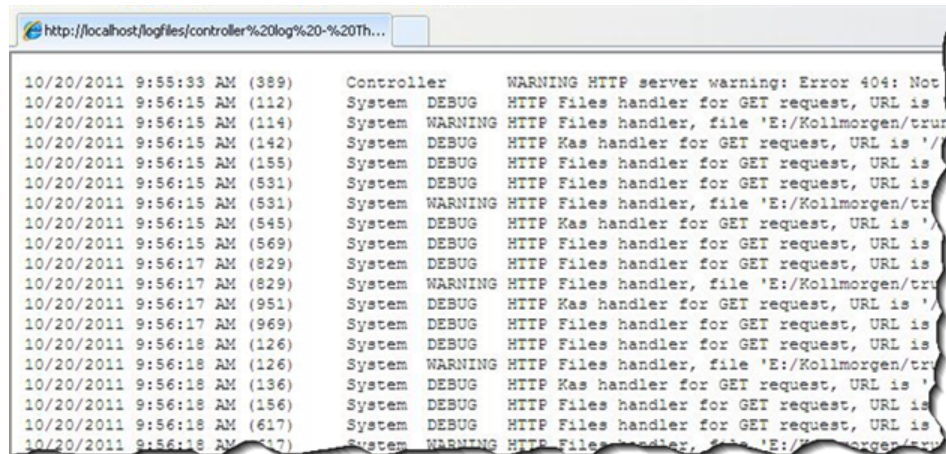 http://localhost/logfiles/controller%20log%20-%20Th...
10/20/2011 9:55:33 AM (389) Controller WARNING HTTP server warning: Error 404: Not
10/20/2011 9:56:15 AM (112) System DEBUG HTTP Files handler for GET request, URL is
10/20/2011 9:56:15 AM (114) System WARNING HTTP Files handler, file 'E:/Kollmorgen/trun
10/20/2011 9:56:15 AM (142) System DEBUG HTTP Kas handler for GET request, URL is '/
10/20/2011 9:56:15 AM (155) System DEBUG HTTP Files handler for GET request, URL is
10/20/2011 9:56:15 AM (531) System DEBUG HTTP Files handler for GET request, URL is
10/20/2011 9:56:15 AM (531) System WARNING HTTP Files handler, file 'E:/Kollmorgen/tr
10/20/2011 9:56:15 AM (545) System DEBUG HTTP Kas handler for GET request, URL is '/
10/20/2011 9:56:15 AM (569) System DEBUG HTTP Files handler for GET request, URL is
10/20/2011 9:56:17 AM (829) System DEBUG HTTP Files handler for GET request, URL is
10/20/2011 9:56:17 AM (829) System WARNING HTTP Files handler, file 'E:/Kollmorgen/tru
10/20/2011 9:56:17 AM (951) System DEBUG HTTP Kas handler for GET request, URL is '/
10/20/2011 9:56:17 AM (969) System DEBUG HTTP Files handler for GET request, URL is
10/20/2011 9:56:18 AM (126) System DEBUG HTTP Files handler for GET request, URL is
10/20/2011 9:56:18 AM (126) System WARNING HTTP Files handler, file 'E:/Kollmorgen/tr
10/20/2011 9:56:18 AM (136) System DEBUG HTTP Kas handler for GET request, URL is '
10/20/2011 9:56:18 AM (156) System DEBUG HTTP Files handler for GET request, URL is
10/20/2011 9:56:18 AM (617) System DEBUG HTTP Files handler for GET request, URL is
10/20/2011 9:56:18 AM System WARNING HTTP Files handler,